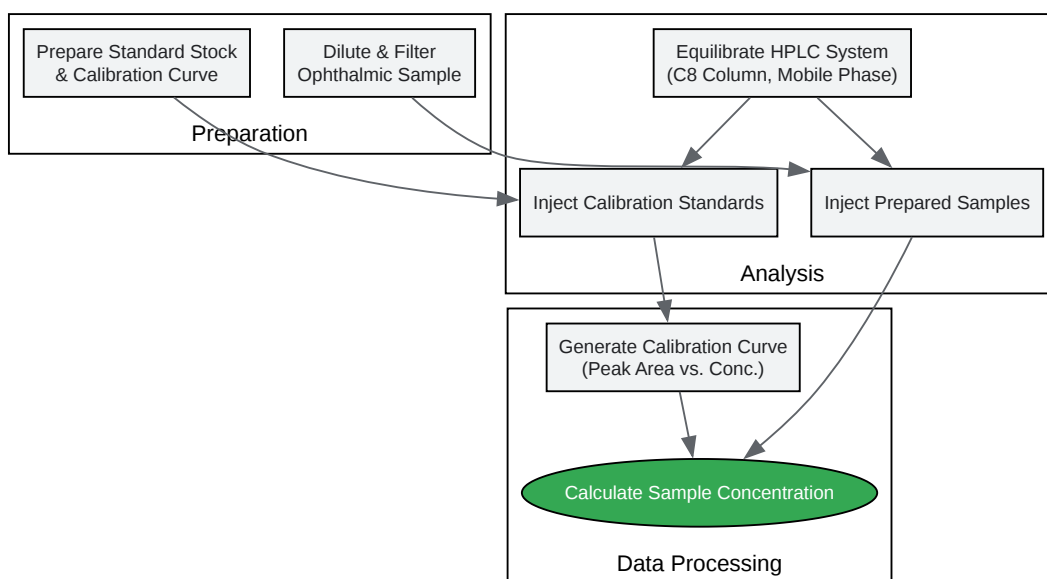 Prepare Standard Stock
& Calibration Curve
Dilute & Filter
Ophthalmic Sample
Preparation
Equilibrate HPLC System
(C8 Column, Mobile Phase)
Inject Calibration Standards
Inject Prepared Samples
Analysis
Generate Calibration Curve
(Peak Area vs. Conc.)
Calculate Sample Concentration
Data Processing